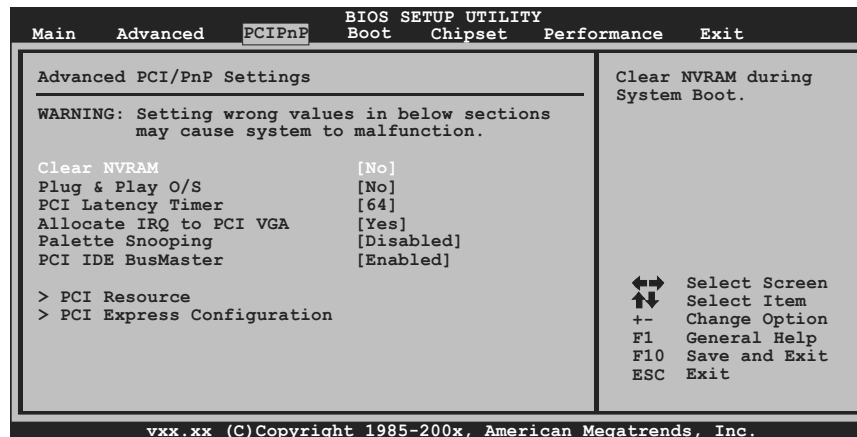 BIOS SETUP UTILITY
Main Advanced PCIPnP Boot Chipset Performance Exit
Advanced PCI/PnP Settings
WARNING: Setting wrong values in below sections
may cause system to malfunction.
Clear NVRAM [No]
Plug & Play O/S [No]
PCI Latency Timer [64]
Allocate IRQ to PCI VGA [Yes]
Palette Snooping [Disabled]
PCI IDE BusMaster [Enabled]
> PCI Resource
> PCI Express Configuration
Clear NVRAM during
System Boot.
Select Screen
Select Item
+- Change Option
F1 General Help
F10 Save and Exit
ESC Exit
vxx.xx (C)Copyright 1985-200x, American Megatrends, Inc.